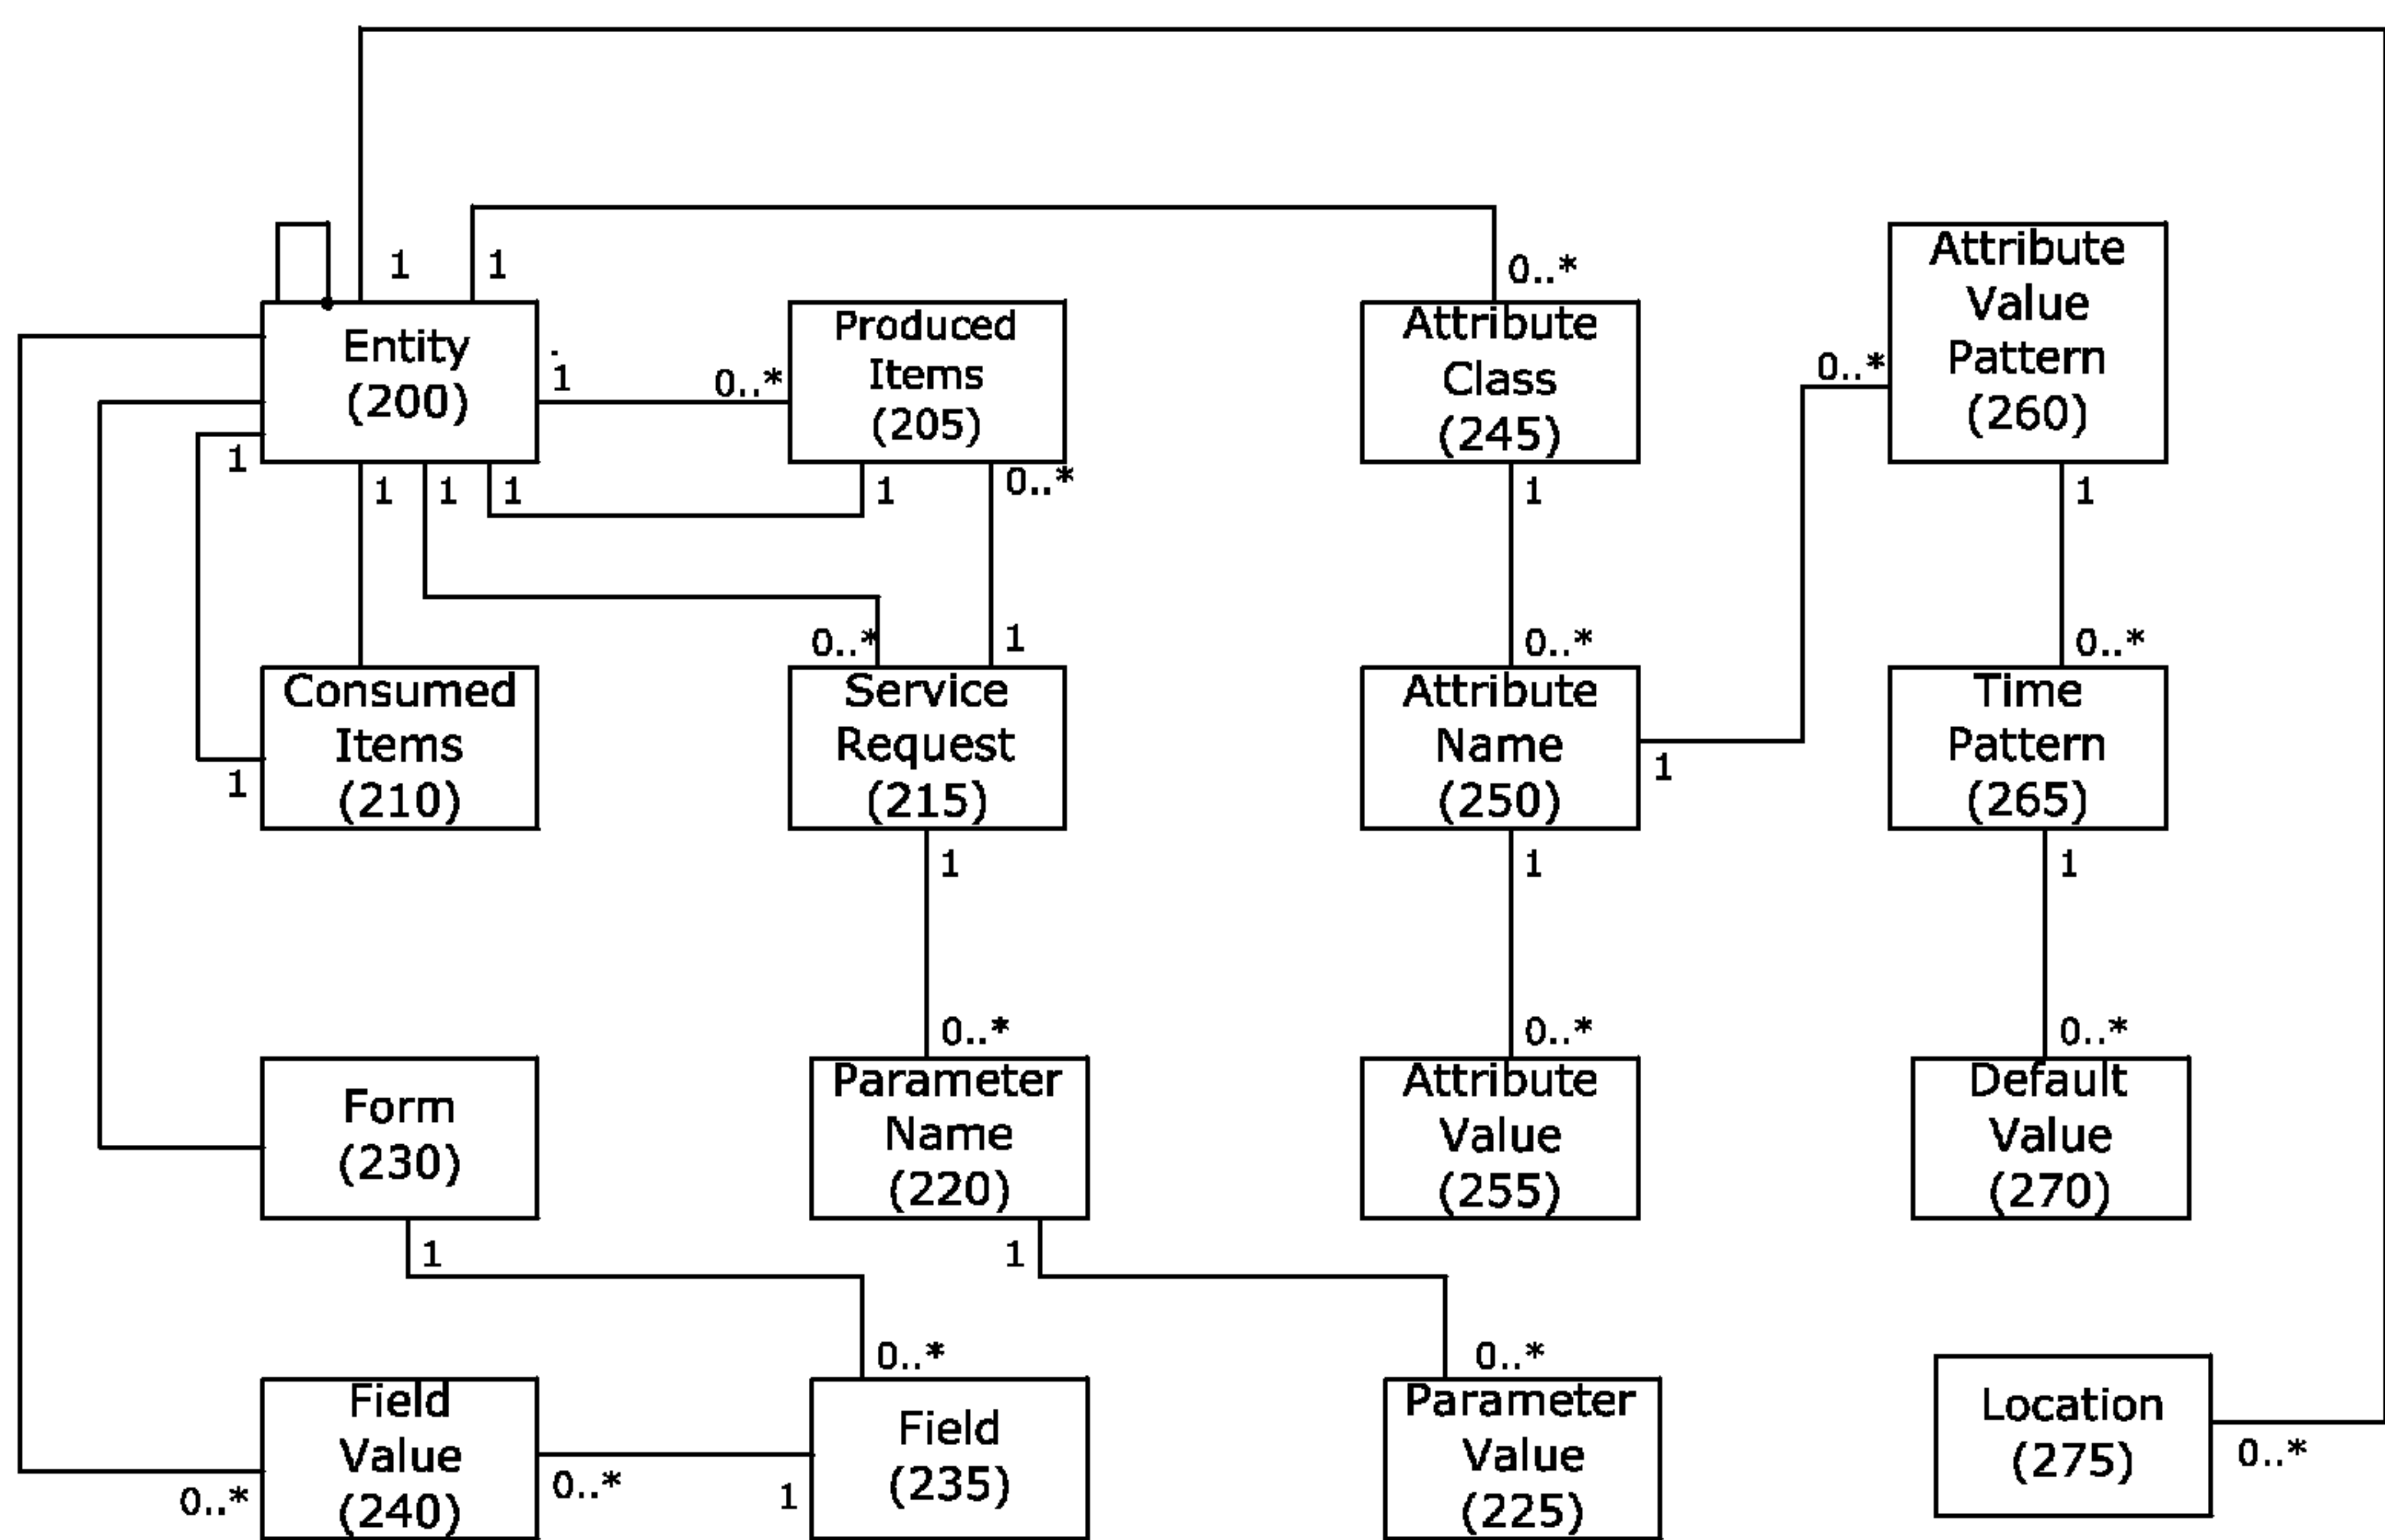 1
1
0..*
Entity
(200)
1
0..*
Produced
Items
(205)
Attribute
Class
(245)
0..*
Attribute
Value
Pattern
(260)
1
1
1
1
1
0..*
1
1
0..*
1
0..*
0..*
Consumed
Items
(210)
1
Service
Request
(215)
Attribute
Name
(250)
1
Time
Pattern
(265)
1
1
1
0..*
0..*
0..*
Form
(230)
Parameter
Name
(220)
Attribute
Value
(255)
Default
Value
(270)
1
1
0..*
0..*
Field
Value
(240)
0..*
0..*
1
Field
(235)
Parameter
Value
(225)
Location
(275)
0..*